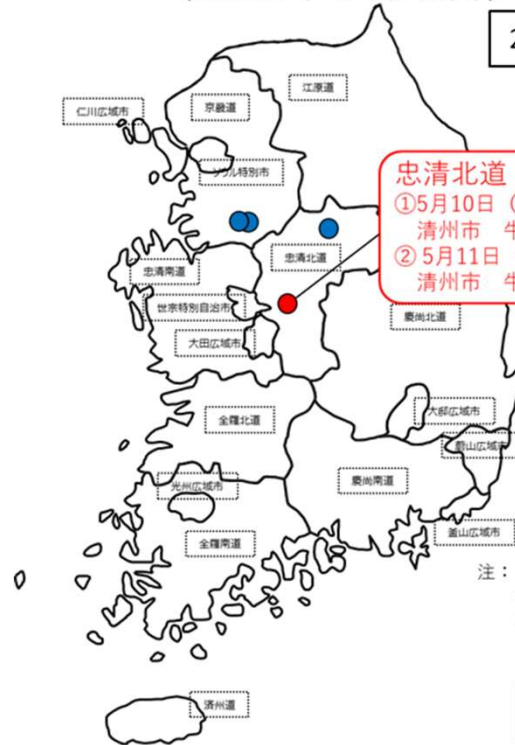 2
江原道
京畿道
仁川広域市
ソウル特別市
忠清北道
①5月10日（
清州市 牛
② 5月11日
清州市 牛
忠清北道
忠清南道
世宗特別自治市
慶尚北道
大田広域市
大邱広域市
全羅北道
蔚山広域市
慶尚南道
光州広域市
釜山広域市
全羅南道
注：
済州道